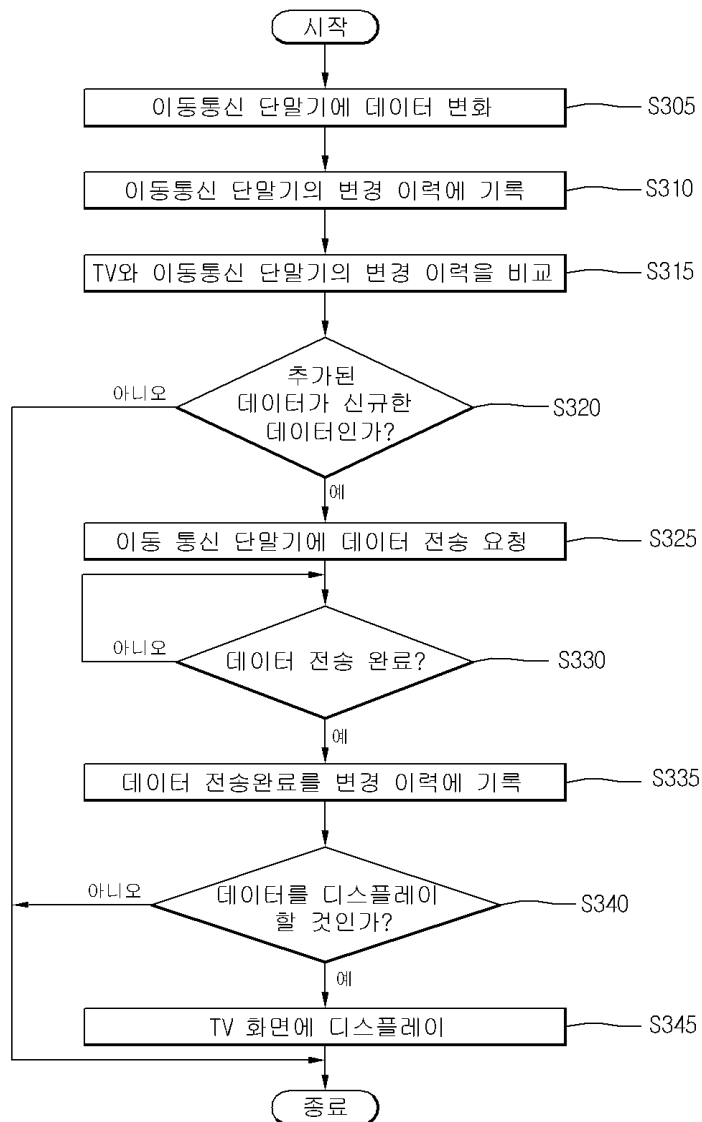 시작
이동통신 단말기에 데이터 변화
S305
이동통신 단말기의 변경 이력에 기록
S310
TV와 이동통신 단말기의 변경 이력을 비교
S315
추가된
데이터가 신규한
데이터인가?
S320
아니오
예
이동 통신 단말기에 데이터 전송 요청
S325
데이터 전송 완료?
S330
아니오
예
데이터 전송완료를 변경 이력에 기록
S335
데이터를 디스플레이
할 것인가?
S340
아니오
예
TV 화면에 디스플레이
S345
종료